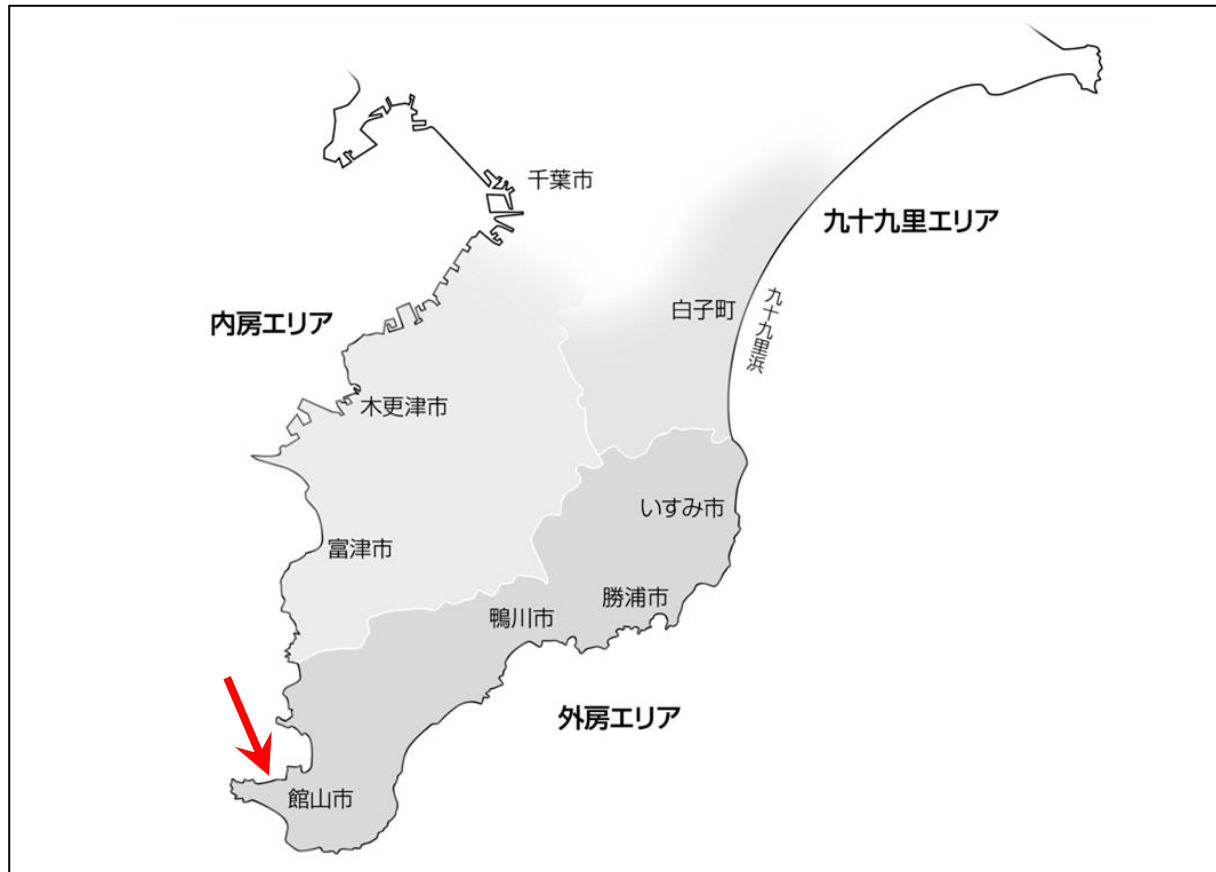 千葉市
九十九里エリア
白子町
九十九里浜
内房エリア
木更津市
いすみ市
富津市
勝浦市
鴨川市
外房エリア
館山市